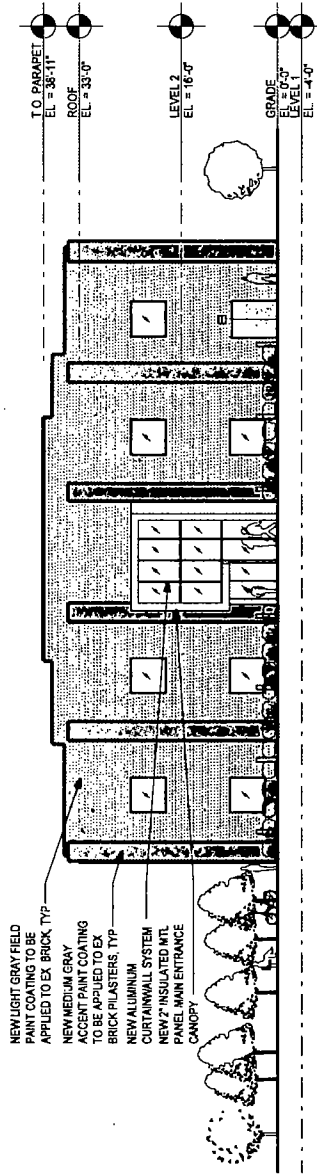 NEW LIGHT GRAY FIELD
PAINT COATING TO BE
APPLIED TO EX BRICK, TYP
NEW MEDIUM GRAY
ACCENT PAINT COATING
TO BE APPLIED TO EX
BRICK PILASTERS, TYP
NEW ALUMINUM
CURTAINWALL SYSTEM
NEW 2" INSULATED MTL
PANEL MAIN ENTRANCE
CANOPY
T O PARAPET
EL = 36'-11"
ROOF
EL = 33'-0"
LEVEL 2
EL = 16'-0"
GRADE
EL = 0'-0"
LEVEL 1
EL = -4'-0"